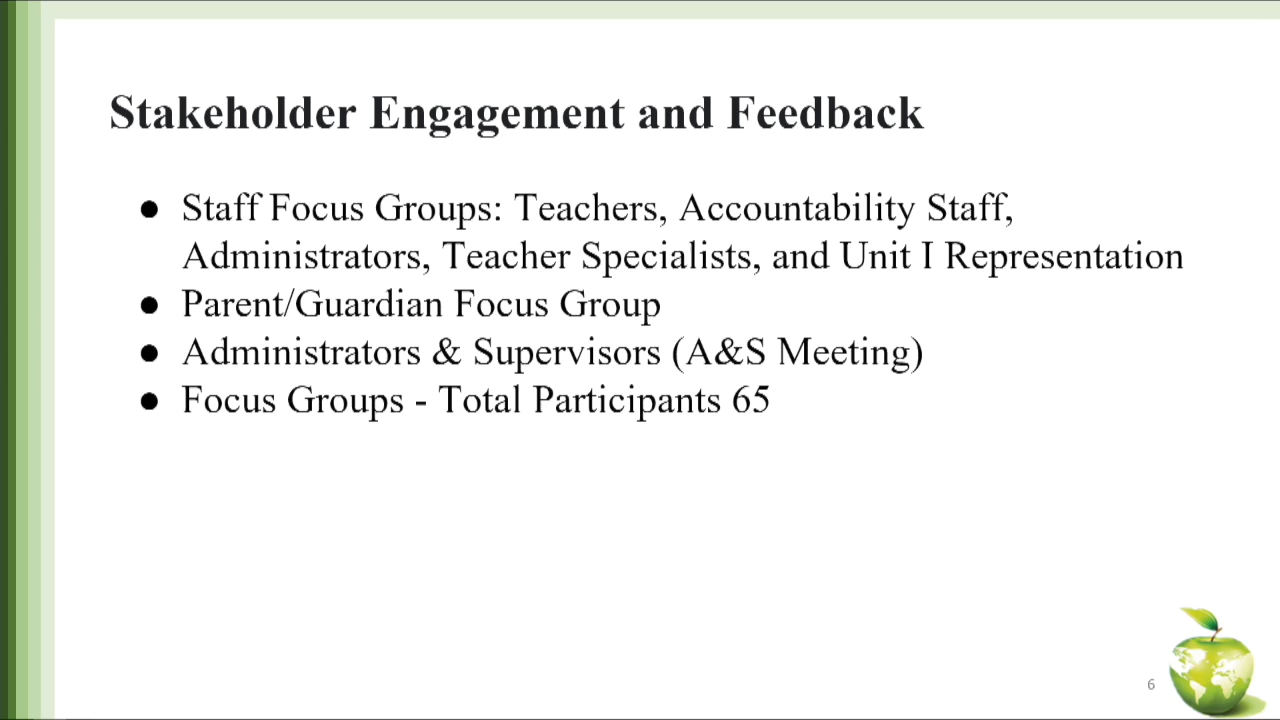 Stakeholder Engagement and Feedback
● Staff Focus Groups: Teachers, Accountability Staff,
Administrators, Teacher Specialists, and Unit I Representation
● Parent/Guardian Focus Group
● Administrators & Supervisors (A&S Meeting)
● Focus Groups - Total Participants 65
6